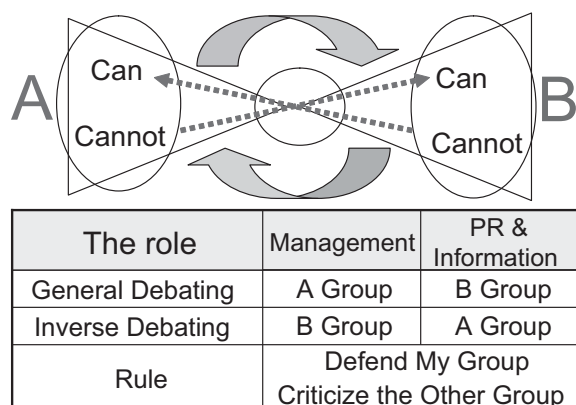 A
Can
Cannot
Can
Cannot
B
The role
Management
PR &
Information
General Debating
A Group
B Group
Inverse Debating
B Group
A Group
Rule
Defend My Group
Criticize the Other Group